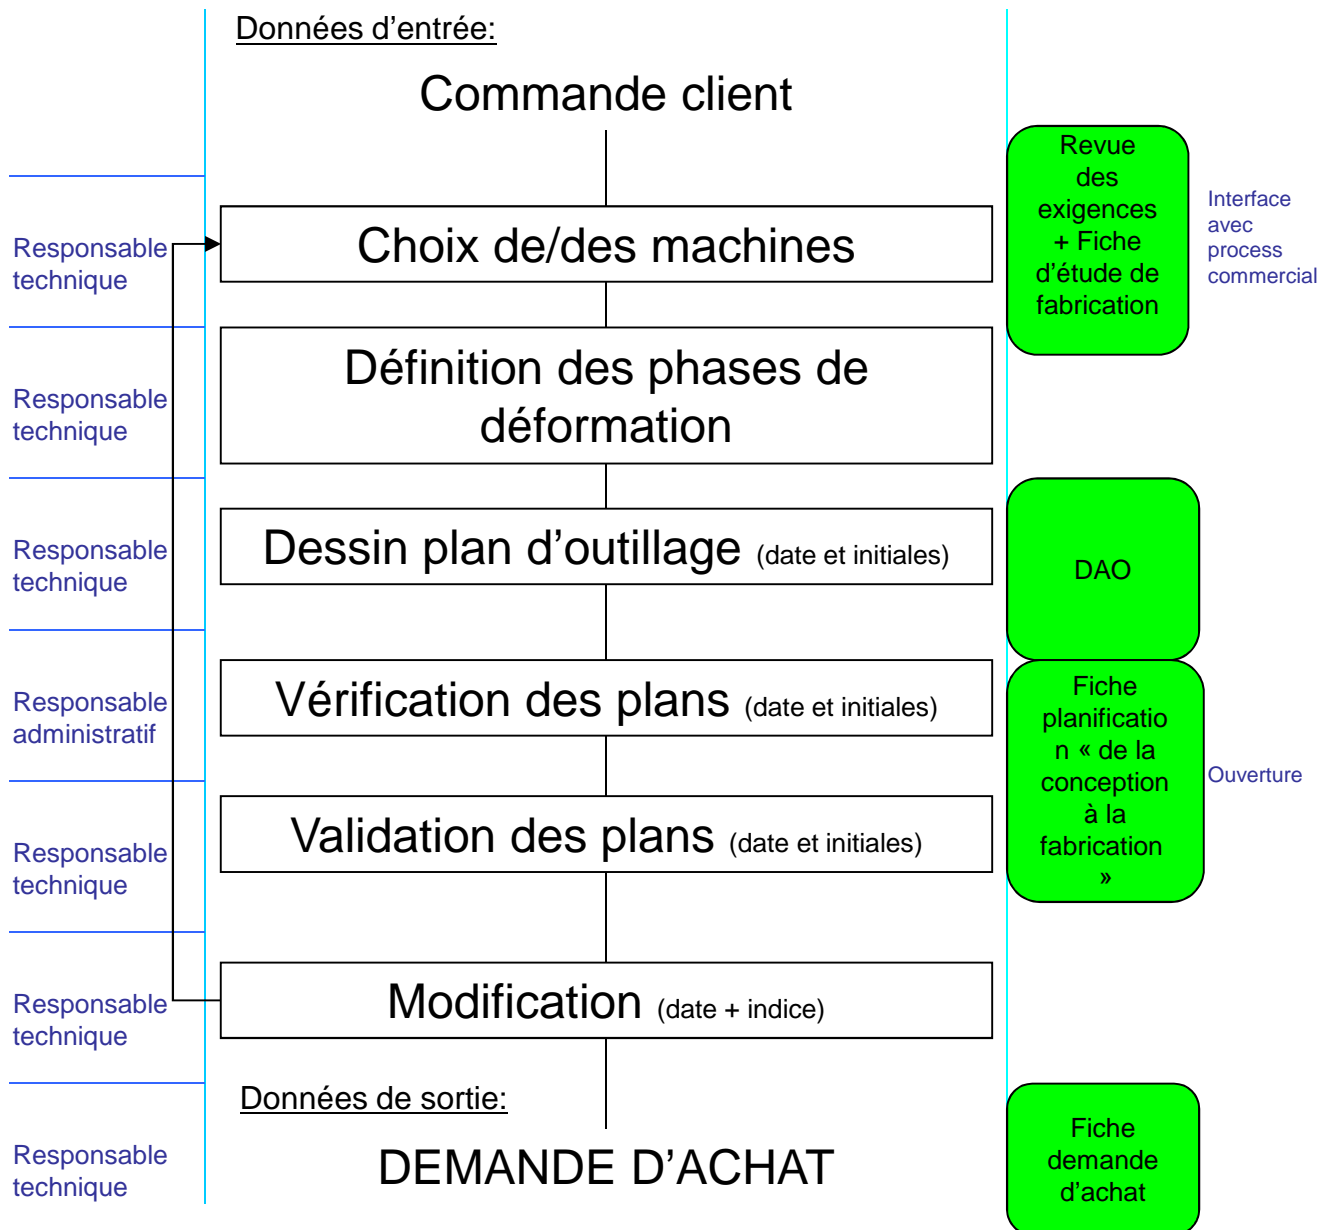 Données d’entrée:
Commande client
Revue
des
exigences
+ Fiche
d’étude de
fabrication
Interface
avec
process
commercial
Responsable
technique
Choix de/des machines
Responsable
technique
Définition des phases de
déformation
Responsable
technique
Dessin plan d’outillage (date et initiales)
DAO
Responsable
administratif
Vérification des plans (date et initiales)
Fiche
planificatio
n « de la
conception
à la
fabrication
»
Ouverture
Responsable
technique
Validation des plans (date et initiales)
Responsable
technique
Modification (date + indice)
Données de sortie:
Responsable
technique
DEMANDE D’ACHAT
Fiche
demande
d’achat